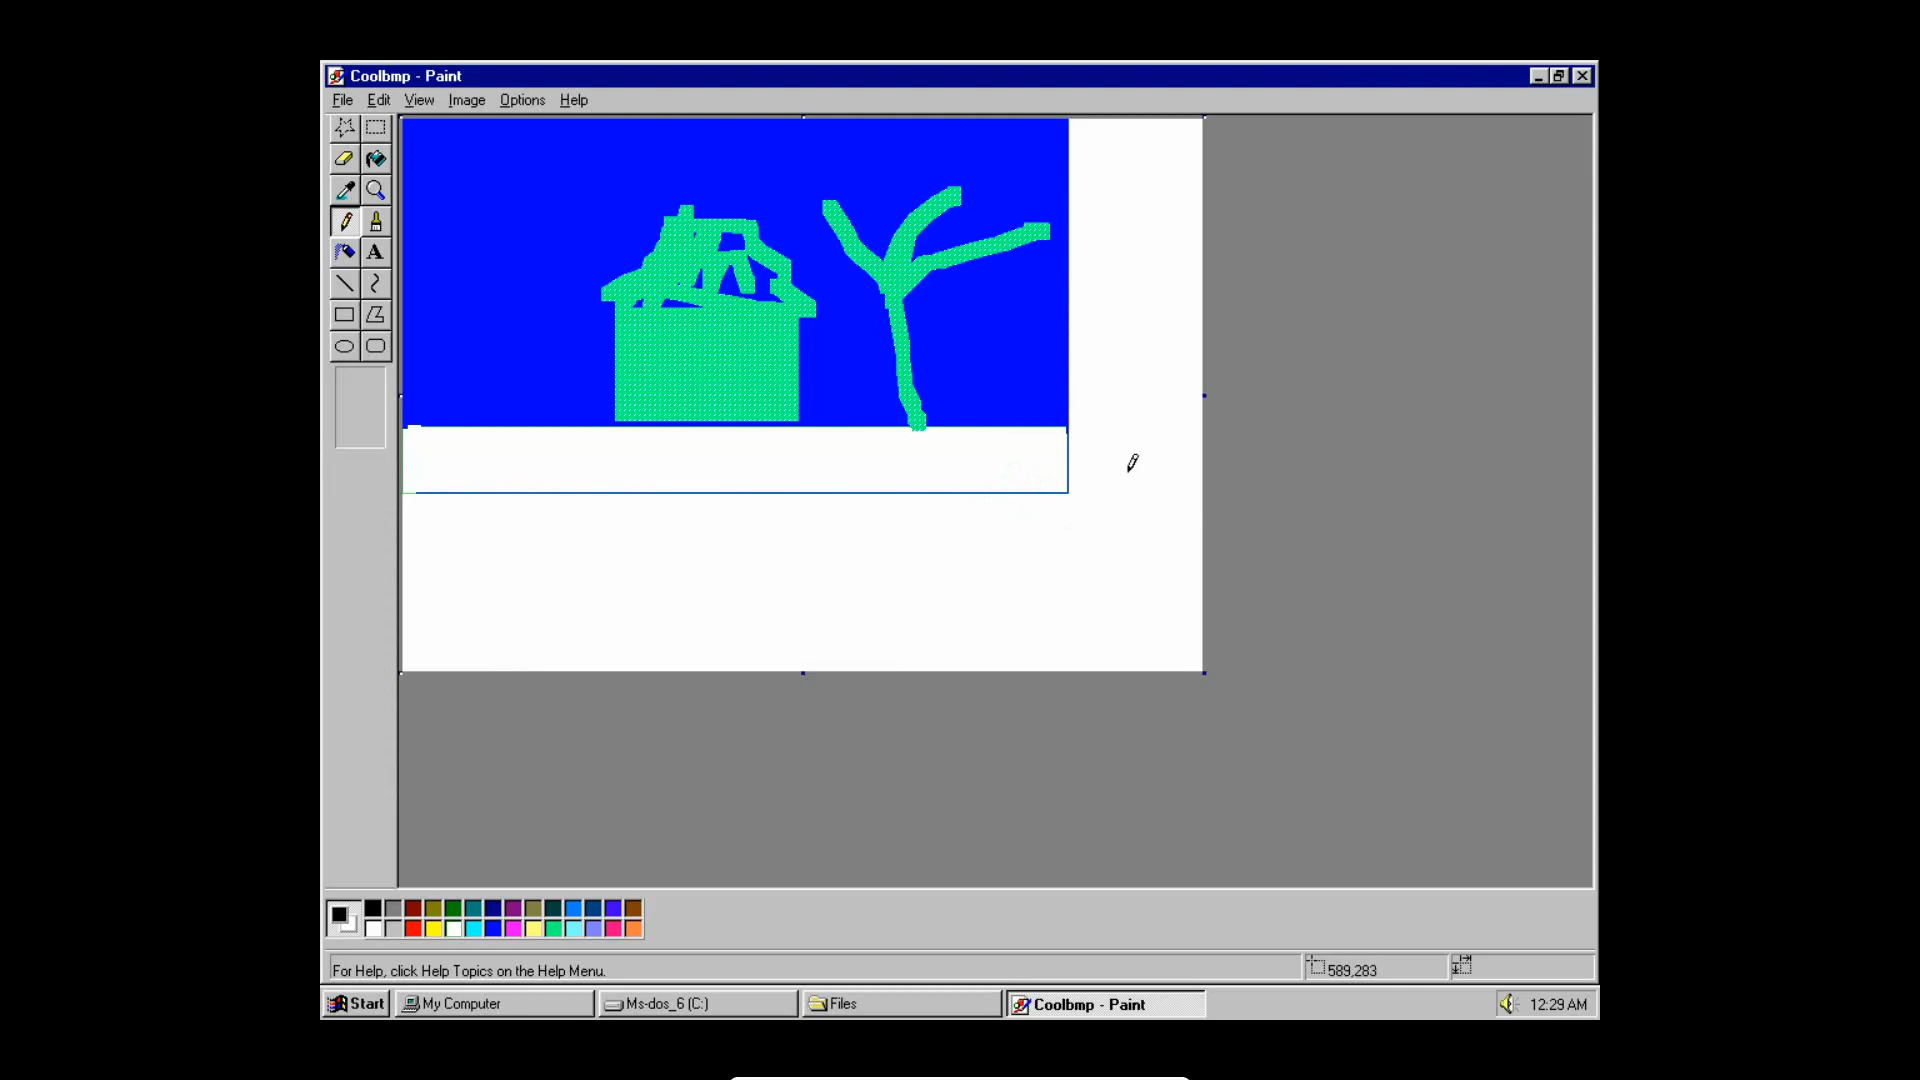 Coolbmp - Paint
File Edit View Image Options Help
A
For Help, click Help Topics on the Help Menu.
589,283
Start My Computer Ms-dos_6 (C:) Files Coolbmp - Paint 12:29 AM